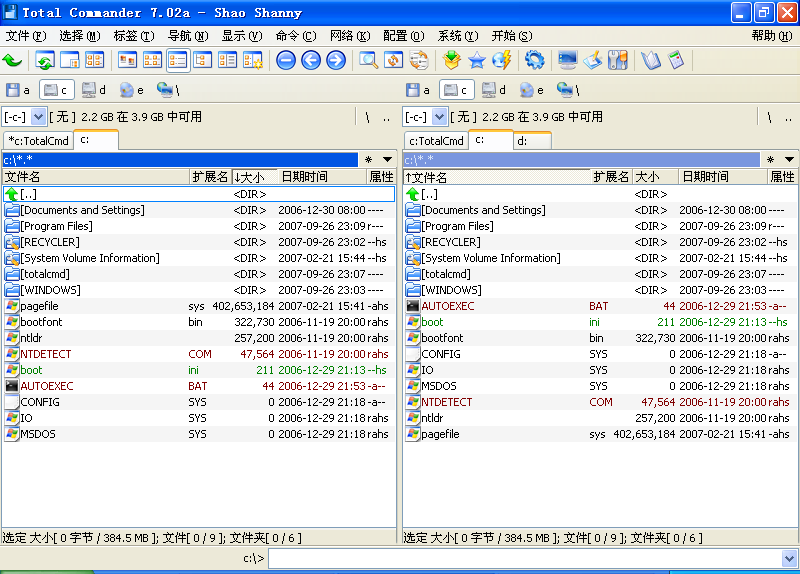 Total Commander 7.02a - Shao Shanny
文件(F) 选择(M) 标签(T) 导航(N) 显示(V) 命令(C) 网络(K) 配置(O) 系统(I) 开始(S) 帮助(H)
a c d e \ a c d e \
[-c-] [ 无 ] 2.2 GB 在 3.9 GB 中可用 \ .. [-c-] [ 无 ] 2.2 GB 在 3.9 GB 中可用 \ ..
*c:TotalCmd c: c:TotalCmd c: d:
c:\*.* * c:\*.* *
文件名 扩展名 ↓大小 日期时间 属性 ↑文件名 扩展名 大小 日期时间 属性
[..] <DIR> [..] <DIR>
[Documents and Settings] <DIR> 2006-12-30 08:00 ---- [Documents and Settings] <DIR> 2006-12-30 08:00 ----
[Program Files] <DIR> 2007-09-26 23:09 r--- [Program Files] <DIR> 2007-09-26 23:09 r---
[RECYCLER] <DIR> 2007-09-26 23:02 --hs [RECYCLER] <DIR> 2007-09-26 23:02 --hs
[System Volume Information] <DIR> 2007-02-21 15:44 --hs [System Volume Information] <DIR> 2007-02-21 15:44 --hs
[totalcmd] <DIR> 2007-09-26 23:07 ---- [totalcmd] <DIR> 2007-09-26 23:07 ----
[WINDOWS] <DIR> 2007-09-26 23:03 ---- [WINDOWS] <DIR> 2007-09-26 23:03 ----
pagefile sys 402,653,184 2007-02-21 15:41 -ahs AUTOEXEC BAT 44 2006-12-29 21:53 -a--
bootfont bin 322,730 2006-11-19 20:00 rahs boot ini 211 2006-12-29 21:13 --hs
ntldr 257,200 2006-11-19 20:00 rahs bootfont bin 322,730 2006-11-19 20:00 rahs
NTDETECT COM 47,564 2006-11-19 20:00 rahs CONFIG SYS 0 2006-12-29 21:18 -a--
boot ini 211 2006-12-29 21:13 --hs IO SYS 0 2006-12-29 21:18 rahs
AUTOEXEC BAT 44 2006-12-29 21:53 -a-- MSDOS SYS 0 2006-12-29 21:18 rahs
CONFIG SYS 0 2006-12-29 21:18 -a-- NTDETECT COM 47,564 2006-11-19 20:00 rahs
IO SYS 0 2006-12-29 21:18 rahs ntldr 257,200 2006-11-19 20:00 rahs
MSDOS SYS 0 2006-12-29 21:18 rahs pagefile sys 402,653,184 2007-02-21 15:41 -ahs
选定 大小[ 0 字节 / 384.5 MB ]; 文件[ 0 / 9 ]; 文件夹[ 0 / 6 ] 选定 大小[ 0 字节 / 384.5 MB ]; 文件[ 0 / 9 ]; 文件夹[ 0 / 6 ]
c:\>